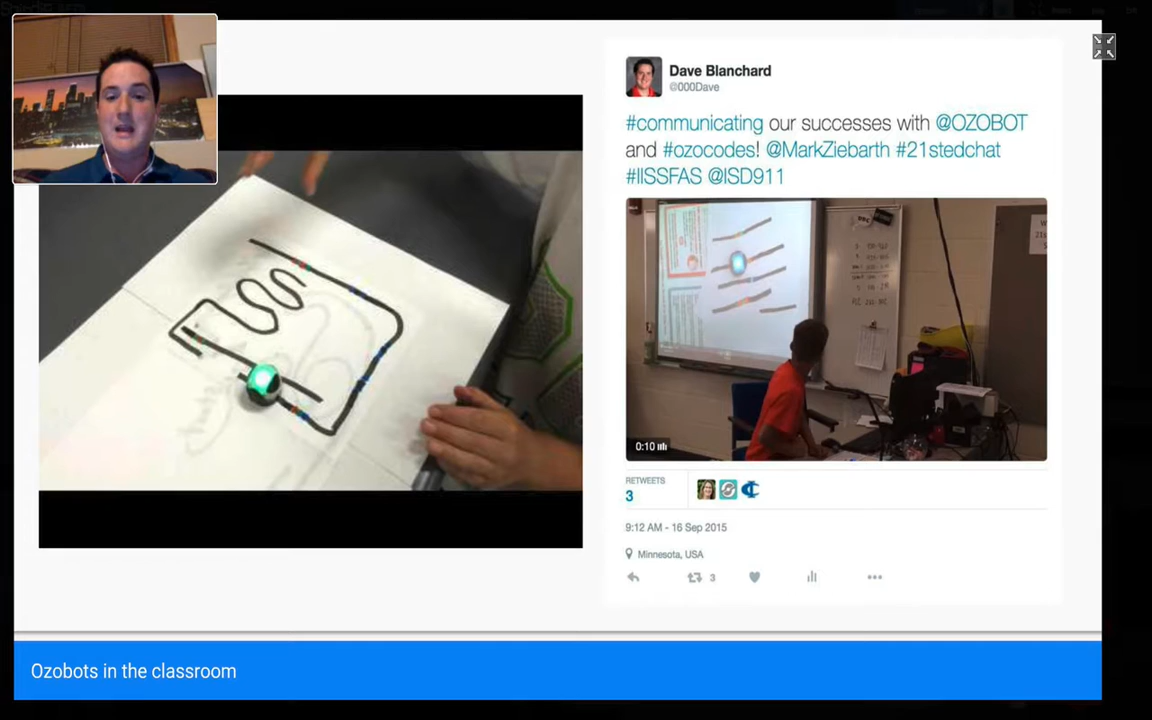 Dave Blanchard
@000Dave
#communicating our successes with @OZOBOT
and #ozocodes! @MarkZiebarth #21stedchat
#IISSFAS @ISD911
0:10
RETWEETS
3
9:12 AM - 16 Sep 2015
Minnesota, USA
3
Ozobots in the classroom